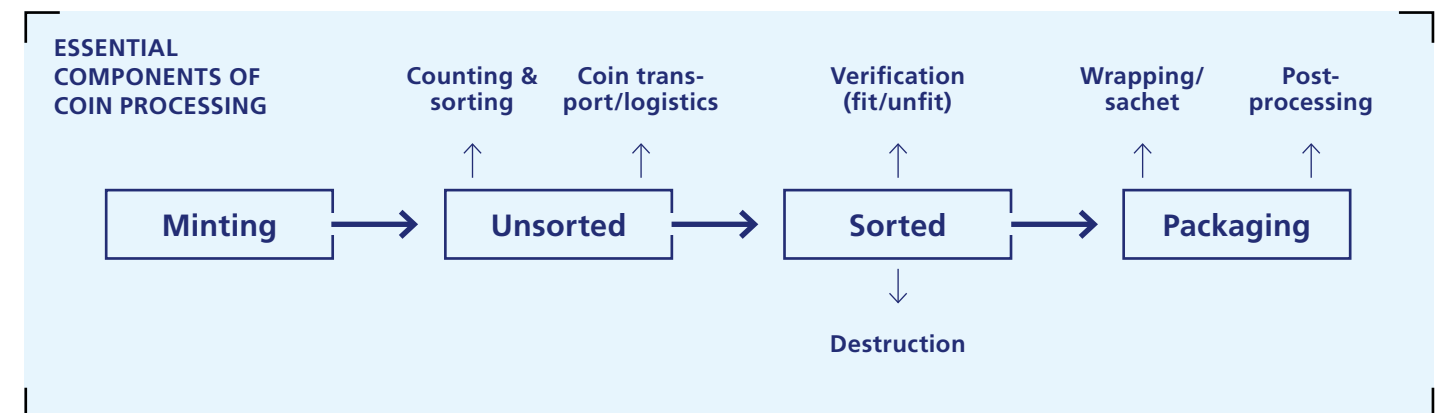 ESSENTIAL
COMPONENTS OF
COIN PROCESSING
Counting &
sorting
Coin trans-
port/logistics
Verification
(fit/unfit)
Wrapping/
sachet
Post-
processing
Minting
Unsorted
Sorted
Packaging
Destruction